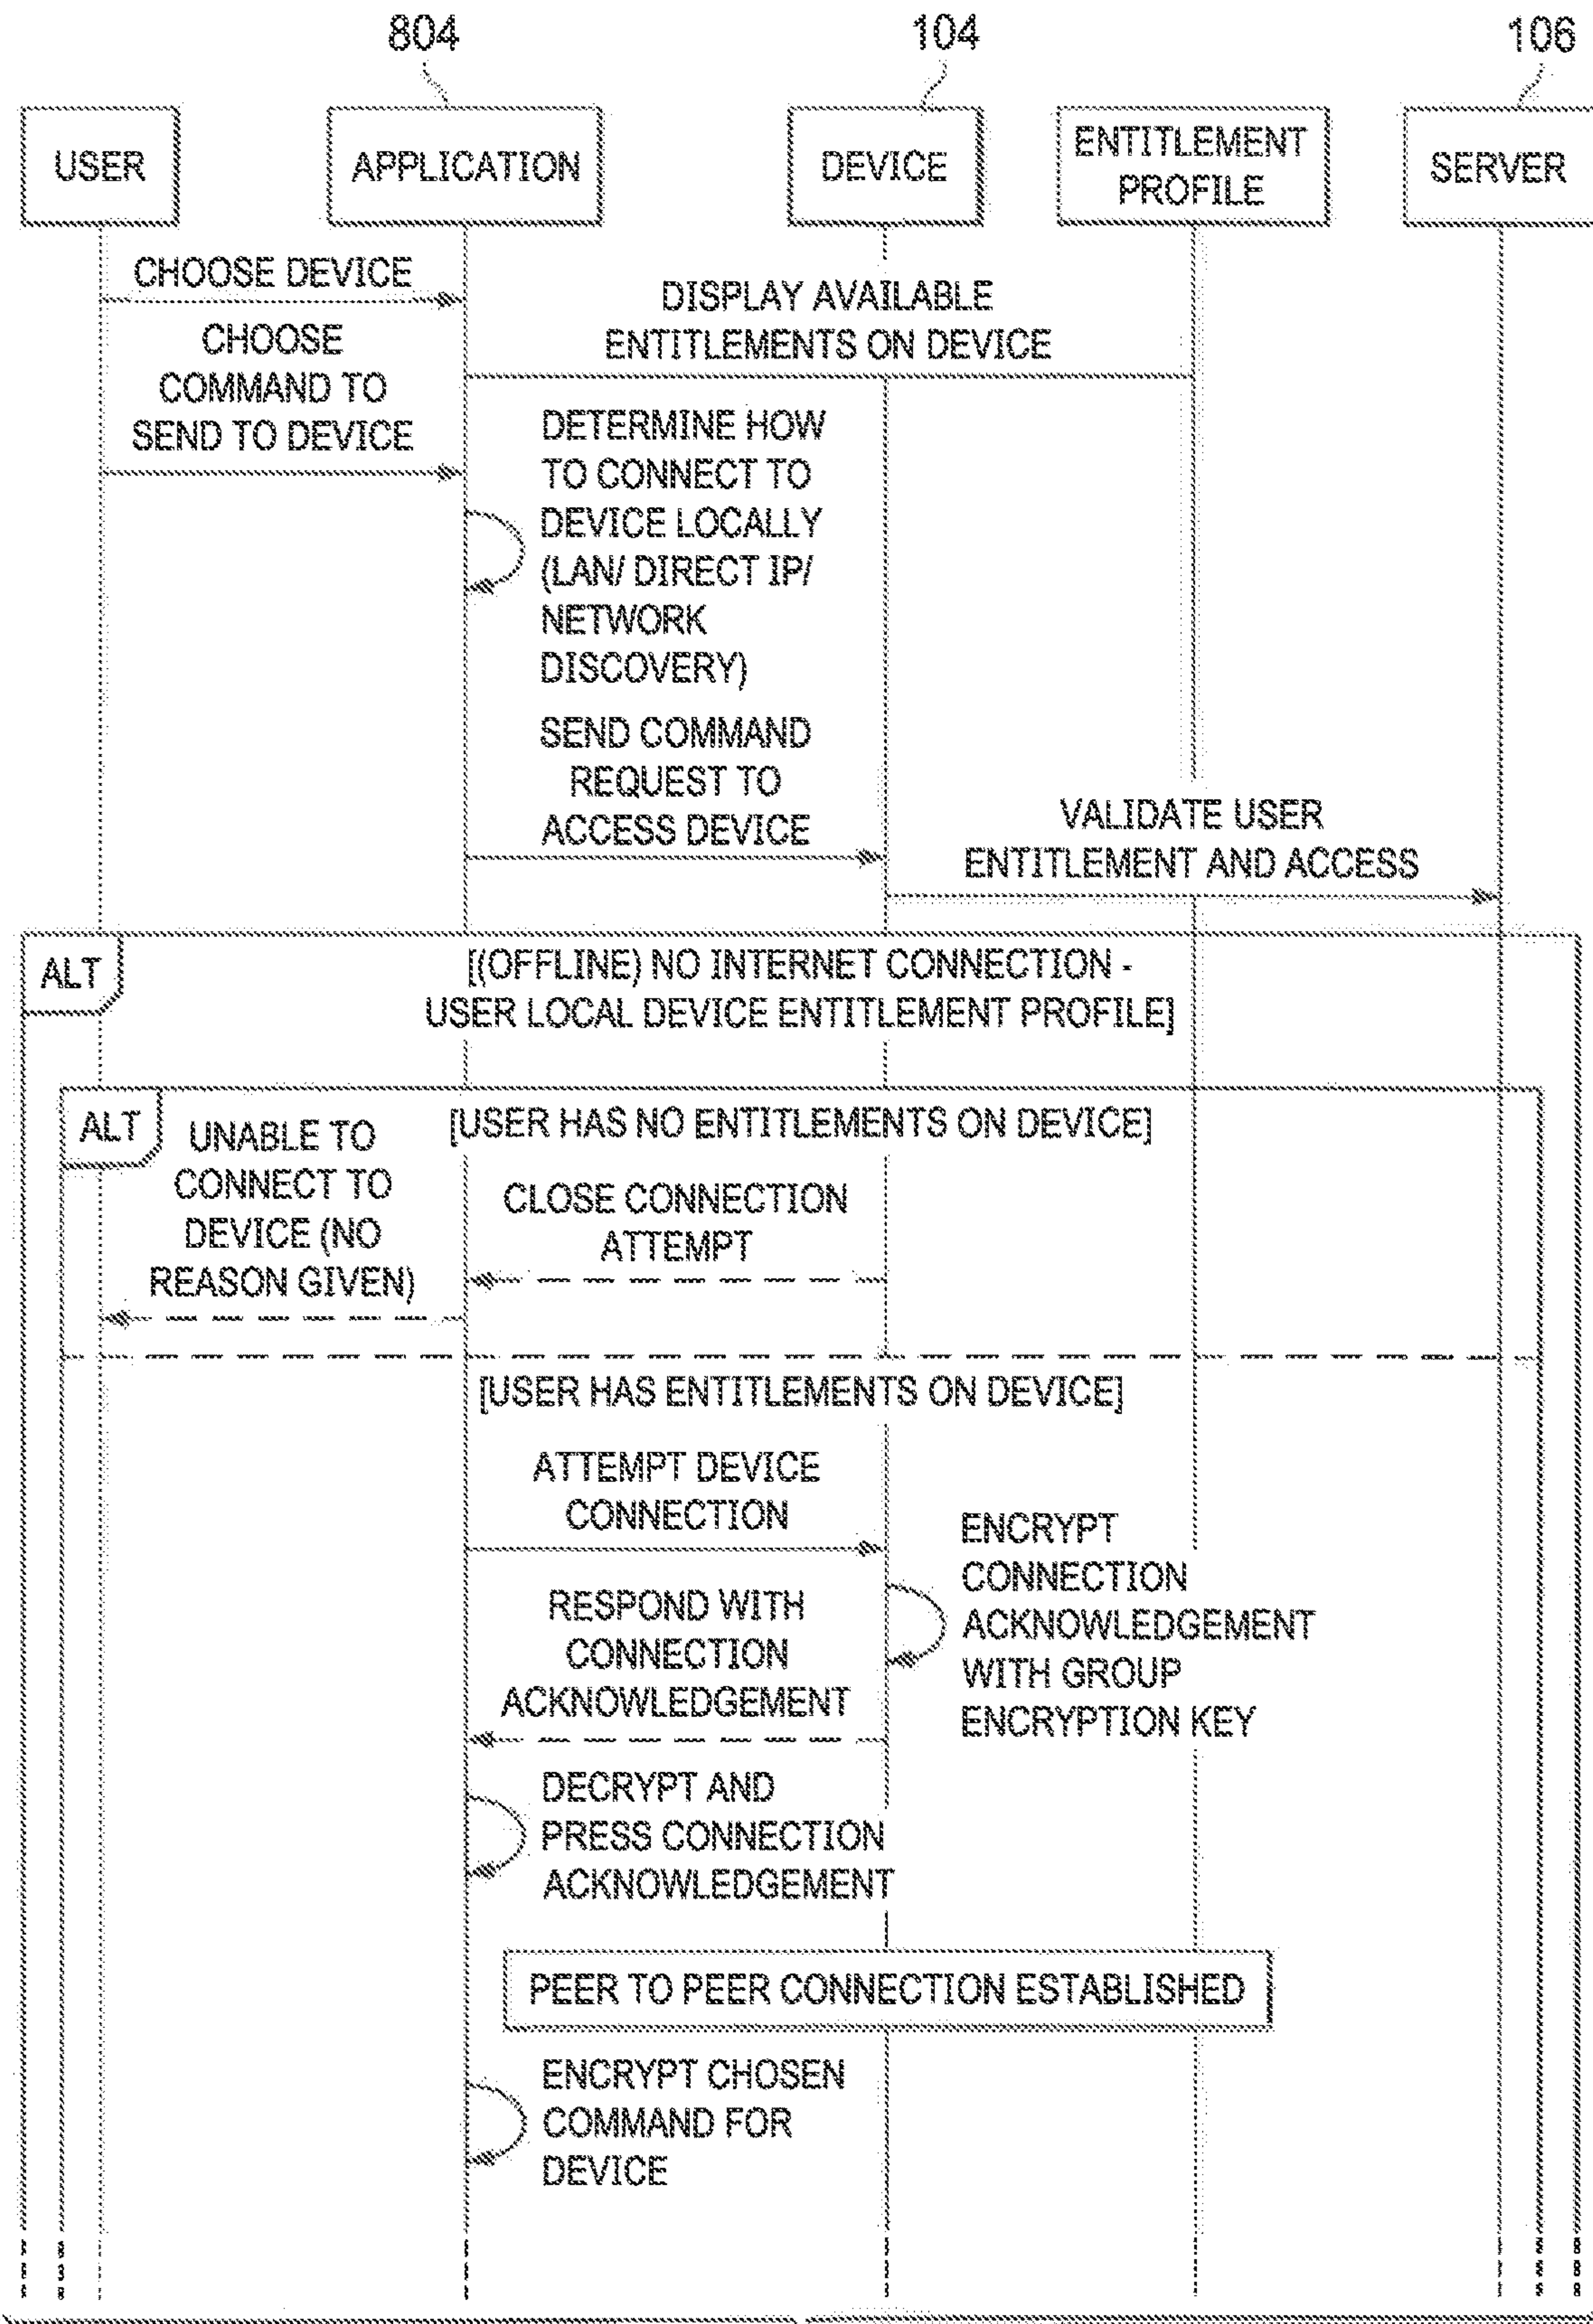 804
104
106
USER
APPLICATION
DEVICE
ENTITLEMENT
PROFILE
SERVER
CHOOSE DEVICE
DISPLAY AVAILABLE
ENTITLEMENTS ON DEVICE
CHOOSE
COMMAND TO
SEND TO DEVICE
DETERMINE HOW
TO CONNECT TO
DEVICE LOCALLY
(LAN/ DIRECT IP/
NETWORK
DISCOVERY)
SEND COMMAND
REQUEST TO
ACCESS DEVICE
VALIDATE USER
ENTITLEMENT AND ACCESS
ALT
[(OFFLINE) NO INTERNET CONNECTION -
USER LOCAL DEVICE ENTITLEMENT PROFILE]
ALT
[USER HAS NO ENTITLEMENTS ON DEVICE]
UNABLE TO
CONNECT TO
DEVICE (NO
REASON GIVEN)
CLOSE CONNECTION
ATTEMPT
[USER HAS ENTITLEMENTS ON DEVICE]
ATTEMPT DEVICE
CONNECTION
ENCRYPT
CONNECTION
ACKNOWLEDGEMENT
WITH GROUP
ENCRYPTION KEY
RESPOND WITH
CONNECTION
ACKNOWLEDGEMENT
DECRYPT AND
PRESS CONNECTION
ACKNOWLEDGEMENT
PEER TO PEER CONNECTION ESTABLISHED
ENCRYPT CHOSEN
COMMAND FOR
DEVICE